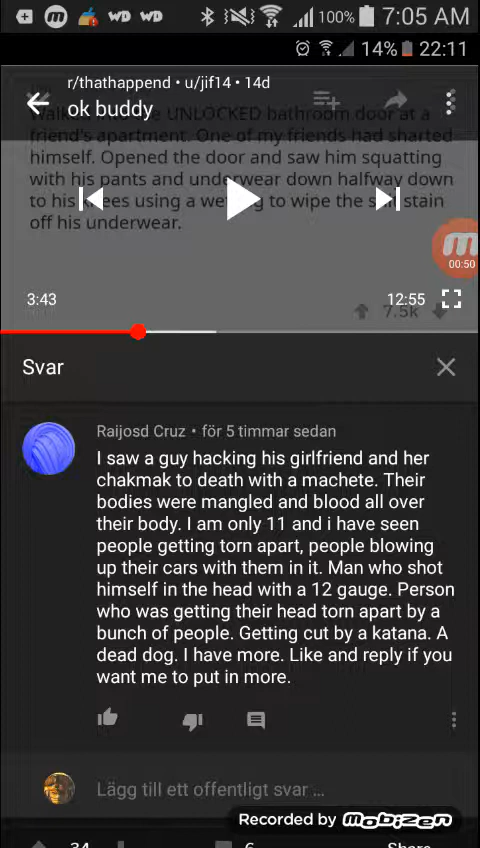 100% 7:05 AM
14% 22:11
r/thathappend • u/jif14 • 14d
ok buddy
UNLOCKED bathroom door at a
friend's apartment. One of my friends had sharted
himself. Opened the door and saw him squatting
with his pants and underwear down halfway down
to his knees using a wet to wipe the stain
off his underwear.
00:50
3:43 12:55
7.5k
Svar
Raijosd Cruz • för 5 timmar sedan
I saw a guy hacking his girlfriend and her
chakmak to death with a machete. Their
bodies were mangled and blood all over
their body. I am only 11 and i have seen
people getting torn apart, people blowing
up their cars with them in it. Man who shot
himself in the head with a 12 gauge. Person
who was getting their head torn apart by a
bunch of people. Getting cut by a katana. A
dead dog. I have more. Like and reply if you
want me to put in more.
Lägg till ett offentligt svar ...
Recorded by Mobizen
34 6 Share